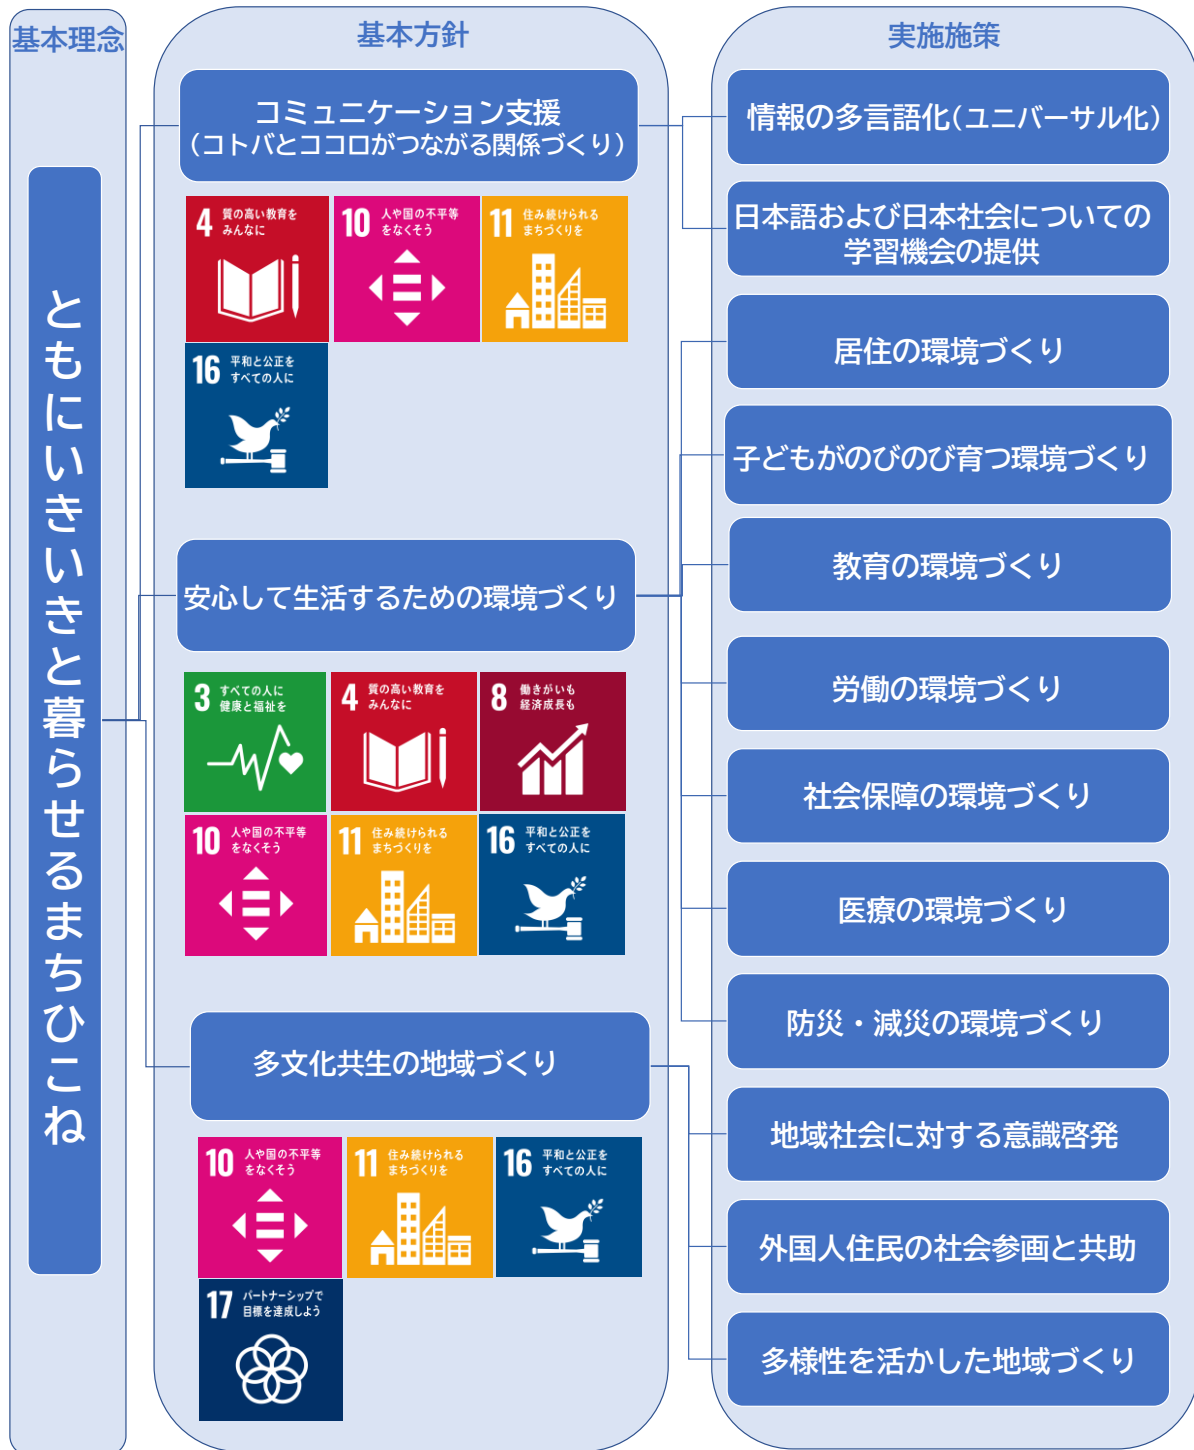 基本理念
ともにいきいきと暮らせるまちひこね
基本方針
コミュニケーション支援
(コトバとココロがつながる関係づくり)
4 質の高い教育を
みんなに
10 人や国の不平等
をなくそう
11 住み続けられる
まちづくりを
16 平和と公正を
すべての人に
安心して生活するための環境づくり
3 すべての人に
健康と福祉を
4 質の高い教育を
みんなに
8 働きがいも
経済成長も
10 人や国の不平等
をなくそう
11 住み続けられる
まちづくりを
16 平和と公正を
すべての人に
多文化共生の地域づくり
10 人や国の不平等
をなくそう
11 住み続けられる
まちづくりを
16 平和と公正を
すべての人に
17 パートナーシップで
目標を達成しよう
実施施策
情報の多言語化(ユニバーサル化)
日本語および日本社会についての
学習機会の提供
居住の環境づくり
子どもがのびのび育つ環境づくり
教育の環境づくり
労働の環境づくり
社会保障の環境づくり
医療の環境づくり
防災・減災の環境づくり
地域社会に対する意識啓発
外国人住民の社会参画と共助
多様性を活かした地域づくり